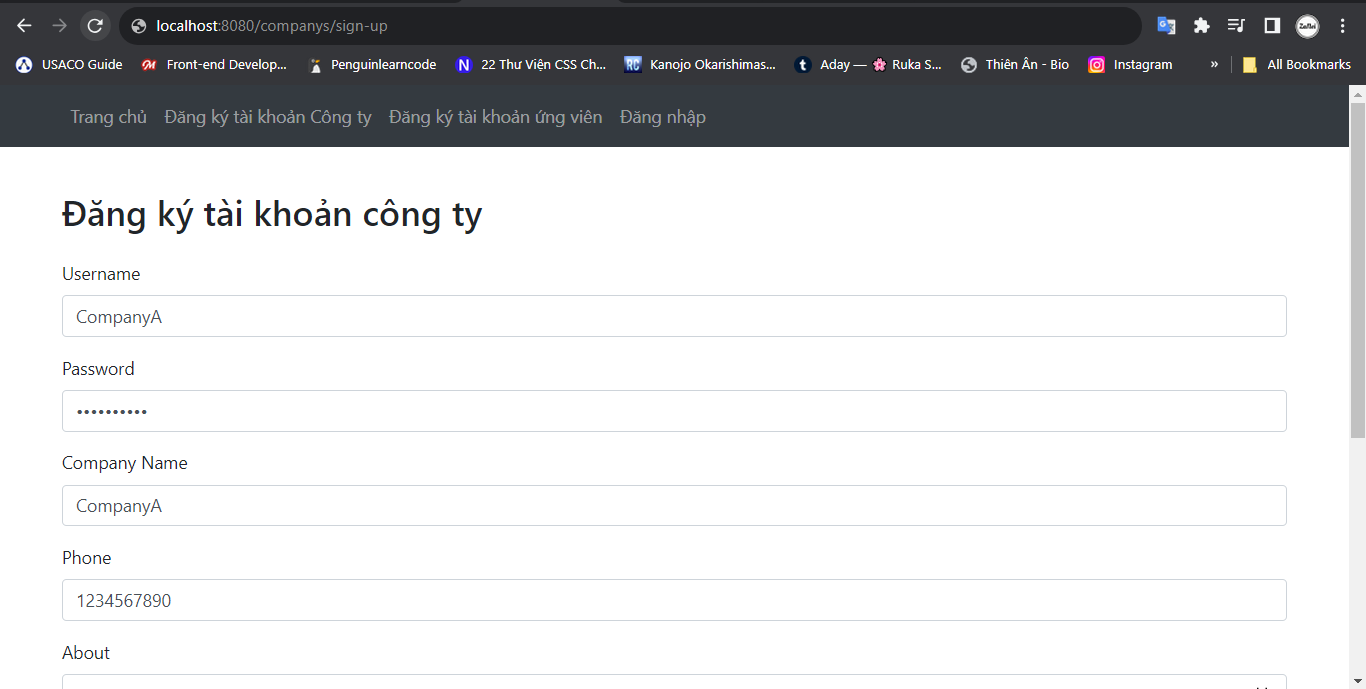 localhost:8080/companys/sign-up
USACO Guide Front-end Develop... Penguinlearncode N 22 Thư Viện CSS Ch... RC Kanojo Okarishimas... t Aday — 🌸 Ruka S... Thiên Ân - Bio Instagram » All Bookmarks
Trang chủ Đăng ký tài khoản Công ty Đăng ký tài khoản ứng viên Đăng nhập
Đăng ký tài khoản công ty
Username
CompanyA
Password
••••••••••
Company Name
CompanyA
Phone
1234567890
About